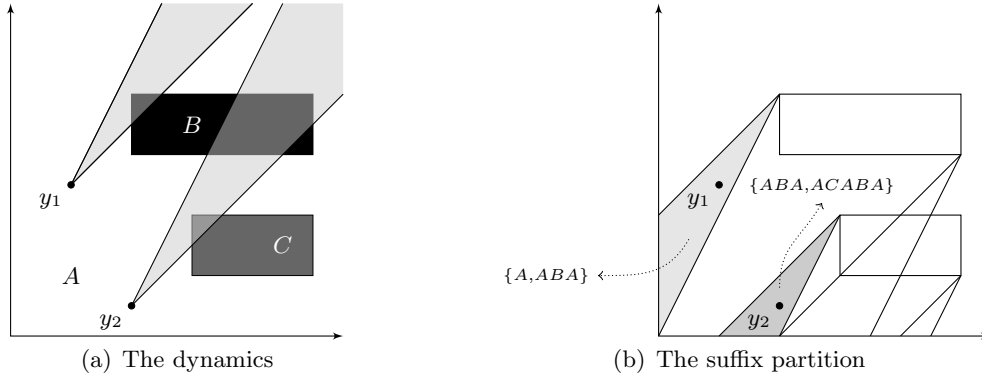 B
y1
C
A
y2
(a) The dynamics
y1
{ABA,ACABA}
{A,ABA}
y2
(b) The suffix partition